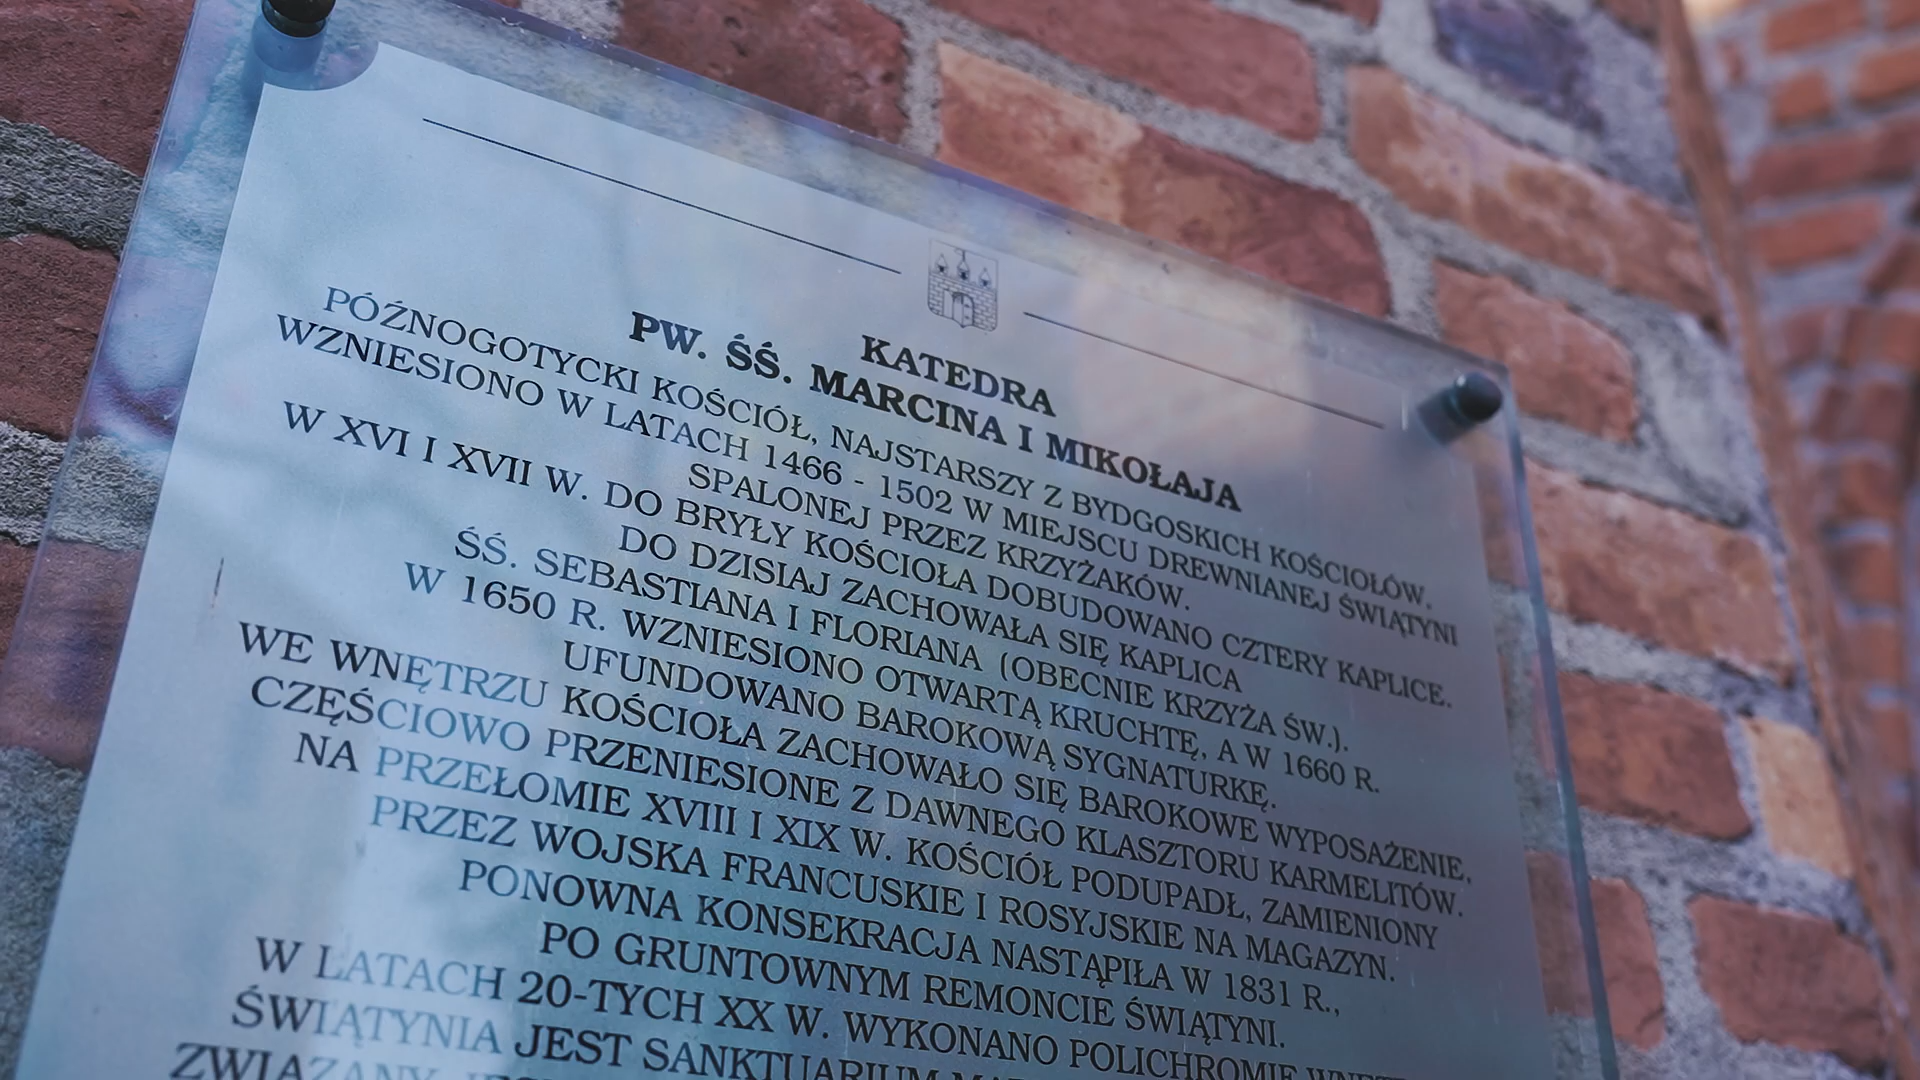 KATEDRA
PW. ŚŚ. MARCINA I MIKOŁAJA
PÓŹNOGOTYCKI KOŚCIÓŁ, NAJSTARSZY Z BYDGOSKICH KOŚCIOŁÓW.
WZNIESIONO W LATACH 1466 - 1502 W MIEJSCU DREWNIANEJ ŚWIĄTYNI
SPALONEJ PRZEZ KRZYŻAKÓW.
W XVI I XVII W. DO BRYŁY KOŚCIOŁA DOBUDOWANO CZTERY KAPLICE.
DO DZISIAJ ZACHOWAŁA SIĘ KAPLICA
ŚŚ. SEBASTIANA I FLORIANA (OBECNIE KRZYŻA ŚW.).
W 1650 R. WZNIESIONO OTWARTĄ KRUCHTĘ, A W 1660 R.
UFUNDOWANO BAROKOWĄ SYGNATURKĘ.
WE WNĘTRZU KOŚCIOŁA ZACHOWAŁO SIĘ BAROKOWE WYPOSAŻENIE,
CZĘŚCIOWO PRZENIESIONE Z DAWNEGO KLASZTORU KARMELITÓW.
NA PRZEŁOMIE XVIII I XIX W. KOŚCIÓŁ PODUPADŁ, ZAMIENIONY
PRZEZ WOJSKA FRANCUSKIE I ROSYJSKIE NA MAGAZYN.
PONOWNA KONSEKRACJA NASTĄPIŁA W 1831 R.,
PO GRUNTOWNYM REMONCIE ŚWIĄTYNI.
W LATACH 20-TYCH XX W. WYKONANO POLICHROMIE
ŚWIĄTYNIA JEST SANKTUARIUM